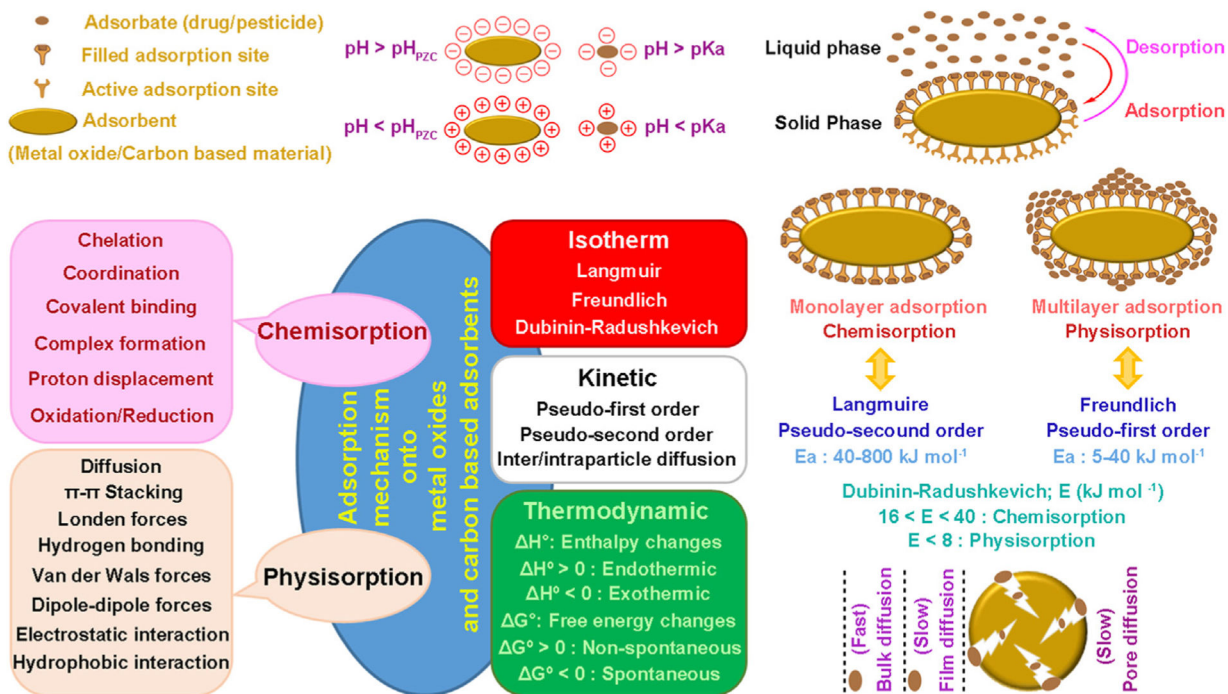 Adsorbate (drug/pesticide)
Filled adsorption site
Active adsorption site
Adsorbent
(Metal oxide/Carbon based material)
pH > pHPZC
pH > pKa
pH < pHPZC
pH < pKa
Liquid phase
Desorption
Solid Phase
Adsorption
Chelation
Coordination
Covalent binding
Complex formation
Proton displacement
Oxidation/Reduction
Chemisorption
Diffusion
π-π Stacking
Londen forces
Hydrogen bonding
Van der Wals forces
Dipole-dipole forces
Electrostatic interaction
Hydrophobic interaction
Physisorption
Adsorption
mechanism
onto
metal oxides
and carbon based adsorbents
Isotherm
Langmuir
Freundlich
Dubinin-Radushkevich
Kinetic
Pseudo-first order
Pseudo-second order
Inter/intraparticle diffusion
Thermodynamic
ΔH°: Enthalpy changes
ΔHº > 0 : Endothermic
ΔHº < 0 : Exothermic
ΔG°: Free energy changes
ΔGº > 0 : Non-spontaneous
ΔGº < 0 : Spontaneous
Monolayer adsorption
Chemisorption
Langmuire
Pseudo-secound order
Ea : 40-800 kJ mol-1
Multilayer adsorption
Physisorption
Freundlich
Pseudo-first order
Ea : 5-40 kJ mol-1
Dubinin-Radushkevich; E (kJ mol -1)
16 < E < 40 : Chemisorption
E < 8 : Physisorption
(Fast)
Bulk diffusion
(Slow)
Film diffusion
(Slow)
Pore diffusion